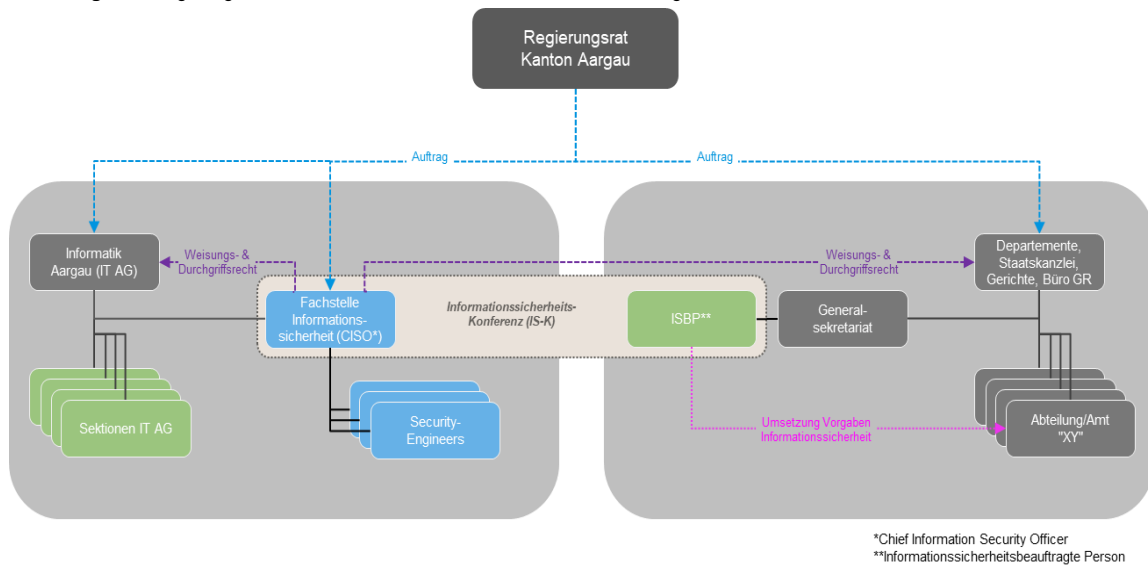 Regierungsrat
Kanton Aargau
Auftrag
Auftrag
Informatik
Aargau (IT AG)
Weisungs- &
Durchgriffsrecht
Weisungs- &
Durchgriffsrecht
Departemente,
Staatskanzlei,
Gerichte, Büro GR
Fachstelle
Informations-
sicherheit (CISO*)
Informationssicherheits-
Konferenz (IS-K)
ISBP**
General-
sekretariat
Sektionen IT AG
Security-
Engineers
Umsetzung Vorgaben
Informationssicherheit
Abteilung/Amt
"XY"
*Chief Information Security Officer
**Informationssicherheitsbeauftragte Person